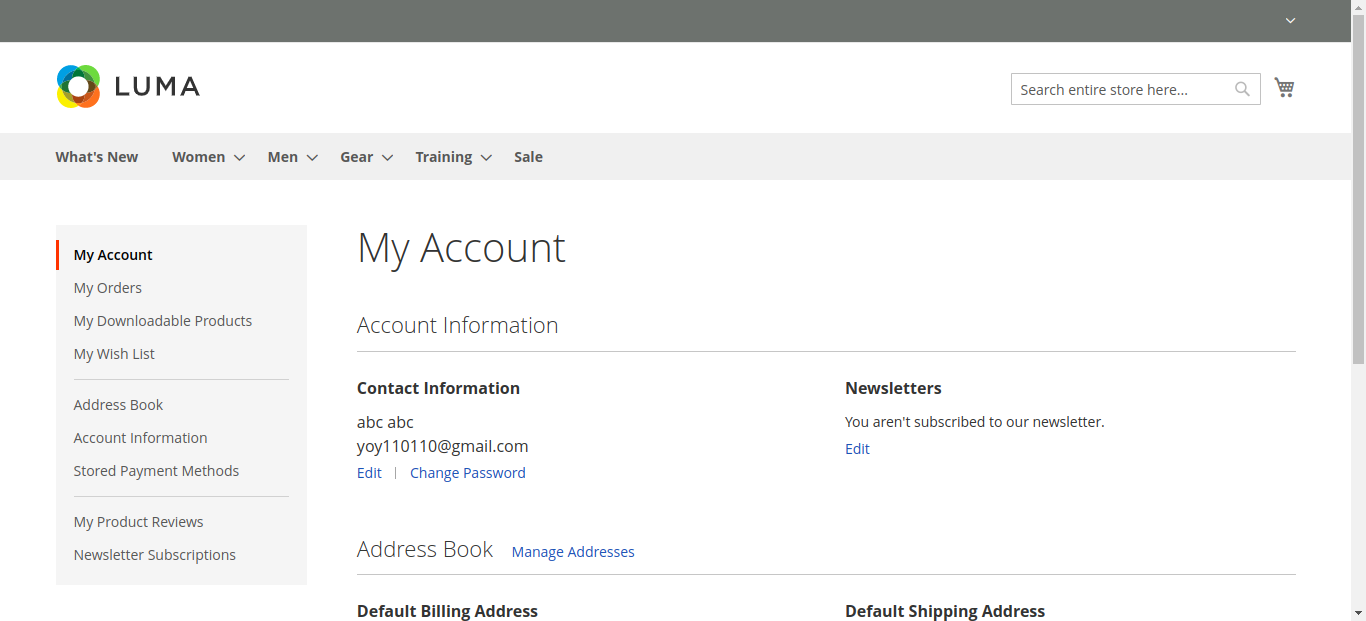 LUMA
Search entire store here...
What's New Women Men Gear Training Sale
My Account
My Orders
My Downloadable Products
My Wish List
Address Book
Account Information
Stored Payment Methods
My Product Reviews
Newsletter Subscriptions
My Account
Account Information
Contact Information
abc abc
yoy110110@gmail.com
Edit | Change Password
Newsletters
You aren't subscribed to our newsletter.
Edit
Address Book Manage Addresses
Default Billing Address
Default Shipping Address